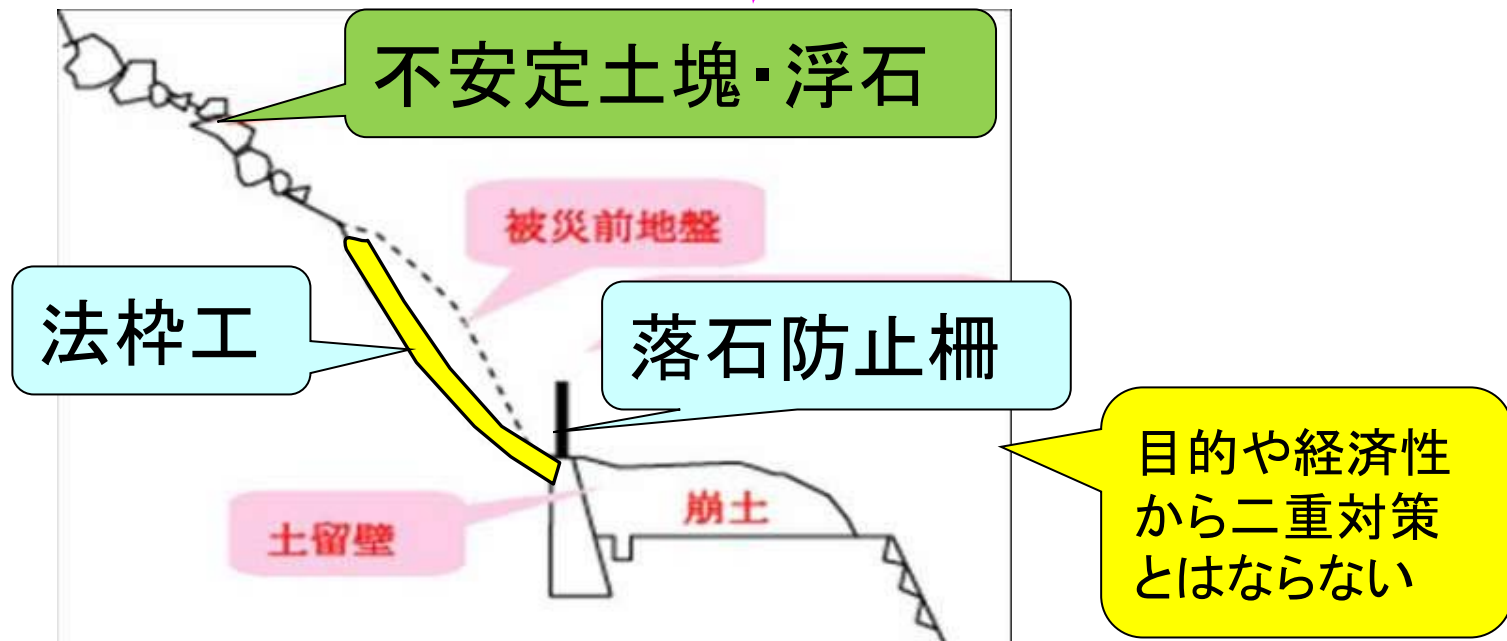 不安定土塊・浮石
被災前地盤
法枠工
落石防止柵
目的や経済性
から二重対策
とはならない
崩土
土留壁